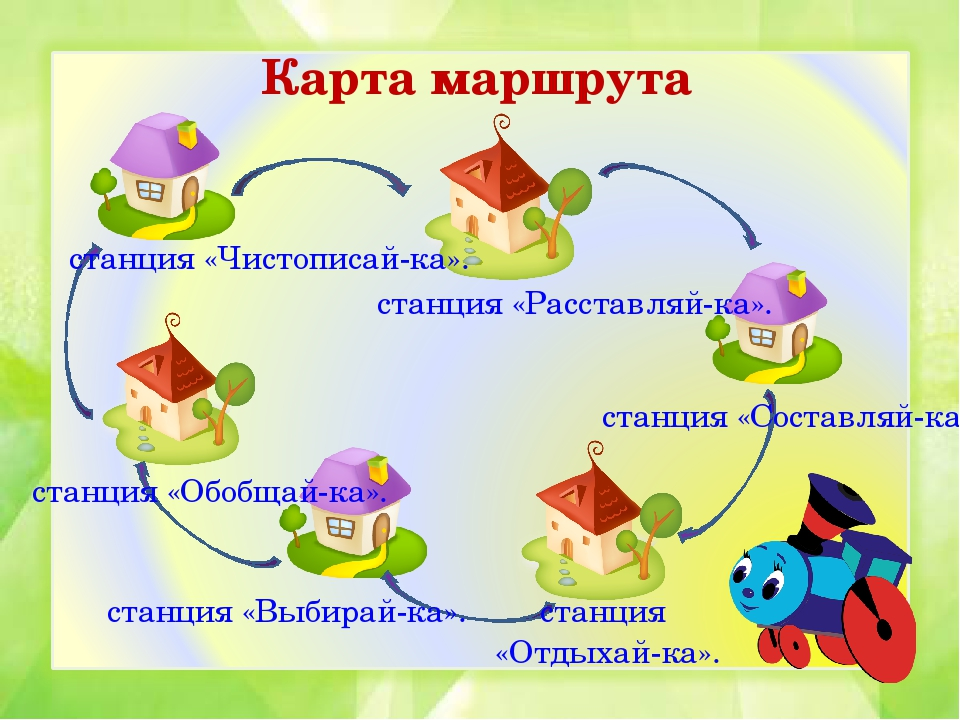 Карта маршрута
станция «Чистописай-ка».
станция «Расставляй-ка».
станция «Составляй-ка
станция «Обобщай-ка».
станция «Выбирай-ка».
станция
«Отдыхай-ка».